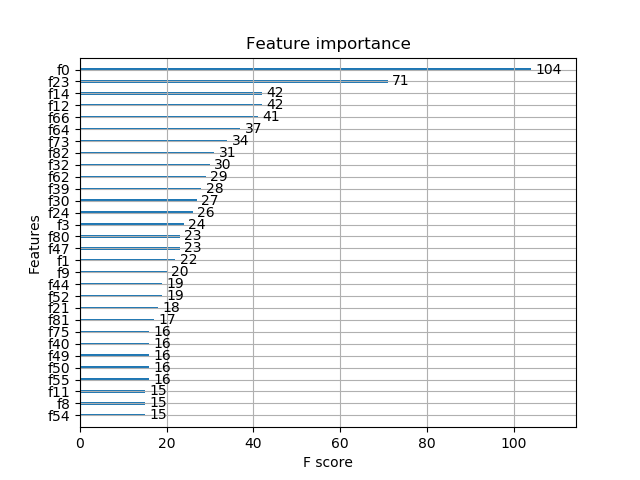 Feature importance
f0 104
f23 71
f14 42
f12 42
f66 41
f64 37
f73 34
f82 31
f32 30
f62 29
f39 28
f30 27
f24 26
f3 24
f80 23
f47 23
f1 22
f9 20
f44 19
f52 19
f21 18
f81 17
f75 16
f40 16
f49 16
f50 16
f55 16
f11 15
f8 15
f54 15
Features
0 20 40 60 80 100
F score